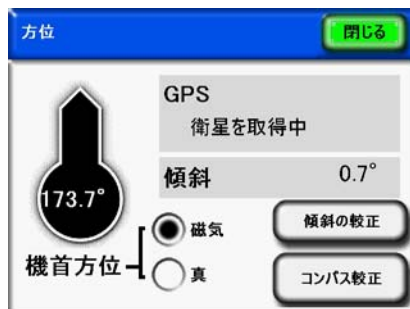 方位
閉じる
GPS
衛星を取得中
傾斜 0.7°
173.7°
機首方位
磁気
真
傾斜の較正
コンパス較正